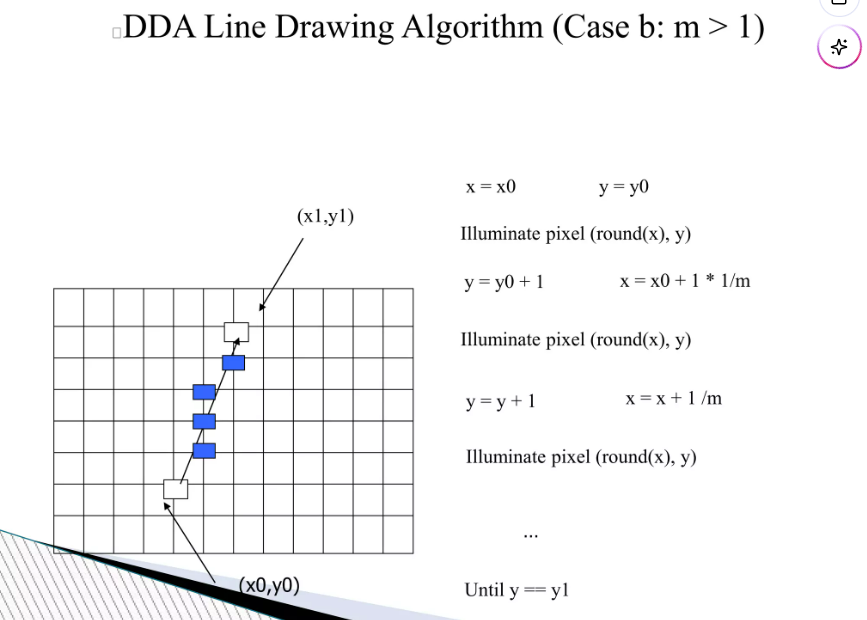 DDA Line Drawing Algorithm (Case b: m > 1)
x = x0 y = y0
(x1,y1)
Illuminate pixel (round(x), y)
y = y0 + 1 x = x0 + 1 * 1/m
Illuminate pixel (round(x), y)
y = y + 1 x = x + 1 /m
Illuminate pixel (round(x), y)
...
(x0,y0)
Until y == y1